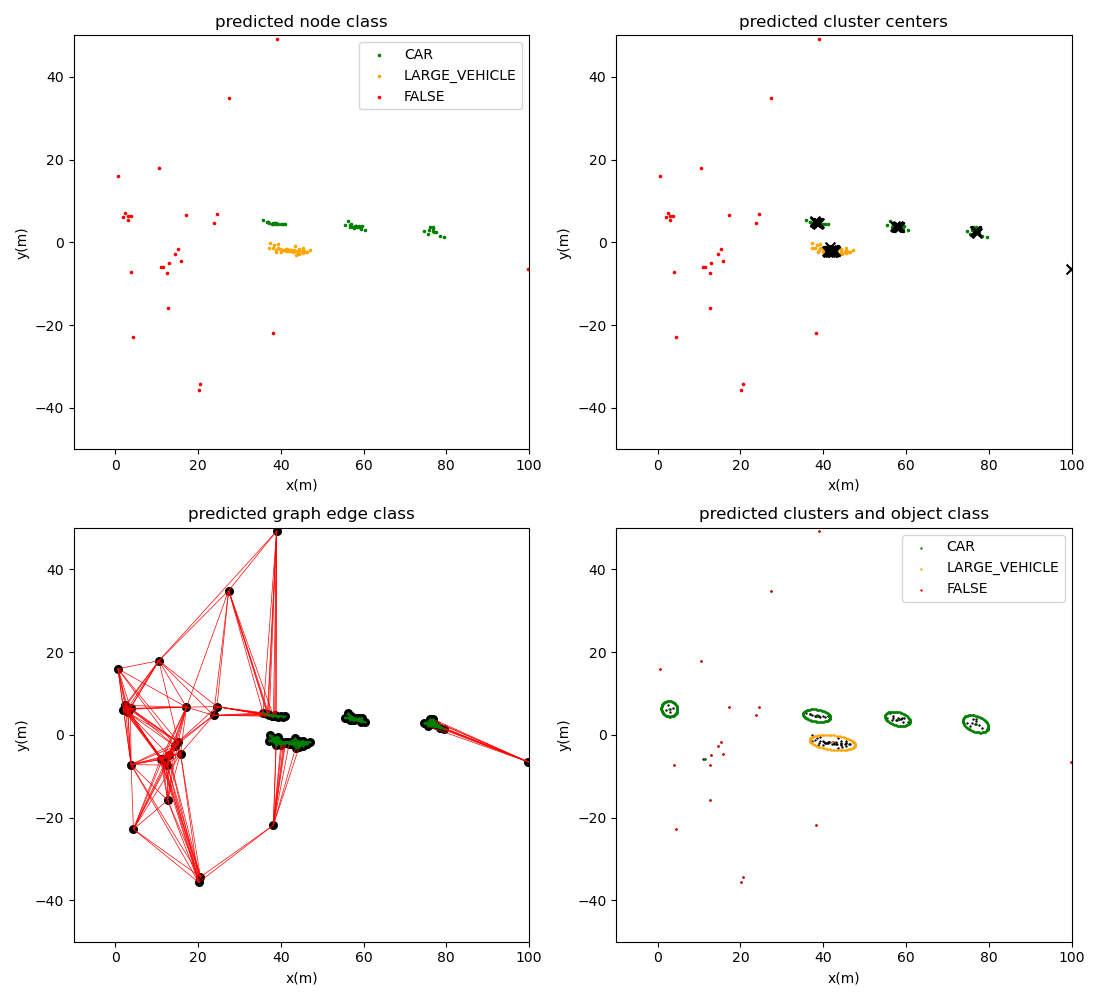 predicted node class
CAR
LARGE_VEHICLE
FALSE
40
20
0
−20
−40
y(m)
0 20 40 60 80 100
x(m)
predicted cluster centers
40
20
0
−20
−40
y(m)
0 20 40 60 80 100
x(m)
predicted graph edge class
40
20
0
−20
−40
y(m)
0 20 40 60 80 100
x(m)
predicted clusters and object class
CAR
LARGE_VEHICLE
FALSE
40
20
0
−20
−40
y(m)
0 20 40 60 80 100
x(m)